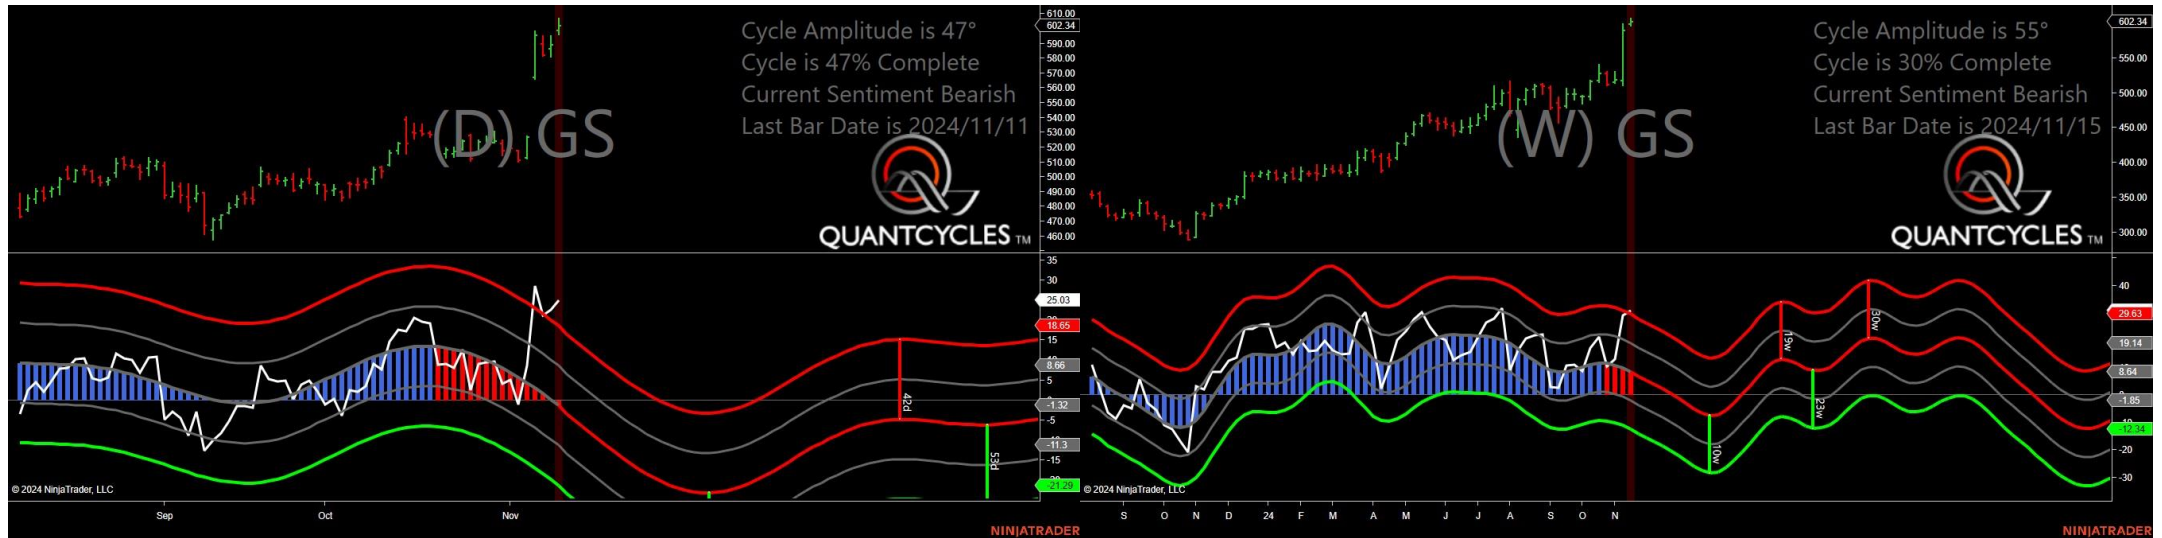 Cycle Amplitude is 47°
Cycle is 47% Complete
Current Sentiment Bearish
Last Bar Date is 2024/11/11
(D) GS
QUANTCYCLES TM
610.00
602.34
590.00
580.00
570.00
560.00
550.00
540.00
530.00
520.00
510.00
500.00
490.00
480.00
470.00
460.00
35
30
25.03
18.65
15
8.66
5
-1.32
-5
-11.3
-15
-21.29
42d
53d
© 2024 NinjaTrader, LLC
Sep Oct Nov
NINJATRADER
Cycle Amplitude is 55°
Cycle is 30% Complete
Current Sentiment Bearish
Last Bar Date is 2024/11/15
(W) GS
QUANTCYCLES TM
602.34
550.00
500.00
450.00
400.00
350.00
300.00
40
29.63
19.14
8.64
-1.85
-12.34
-20
-30
19w
30w
23w
10w
© 2024 NinjaTrader, LLC
S O N D 24 F M A M J J A S O N
NINJATRADER